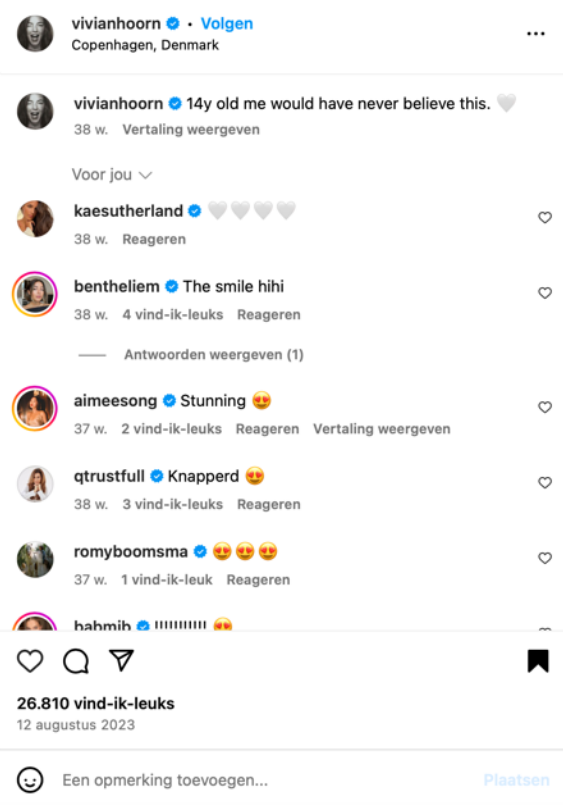 vivianhoorn • Volgen
Copenhagen, Denmark
vivianhoorn 14y old me would have never believe this. 🤍
38 w. Vertaling weergeven
Voor jou
kaesutherland 🤍🤍🤍🤍
38 w. Reageren
bentheliem The smile hihi
38 w. 4 vind-ik-leuks Reageren
Antwoorden weergeven (1)
aimeesong Stunning 😍
37 w. 2 vind-ik-leuks Reageren Vertaling weergeven
qtrustfull Knapperd 😍
38 w. 3 vind-ik-leuks Reageren
romyboomsma 😍😍😍
37 w. 1 vind-ik-leuk Reageren
26.810 vind-ik-leuks
12 augustus 2023
Een opmerking toevoegen...
Plaatsen